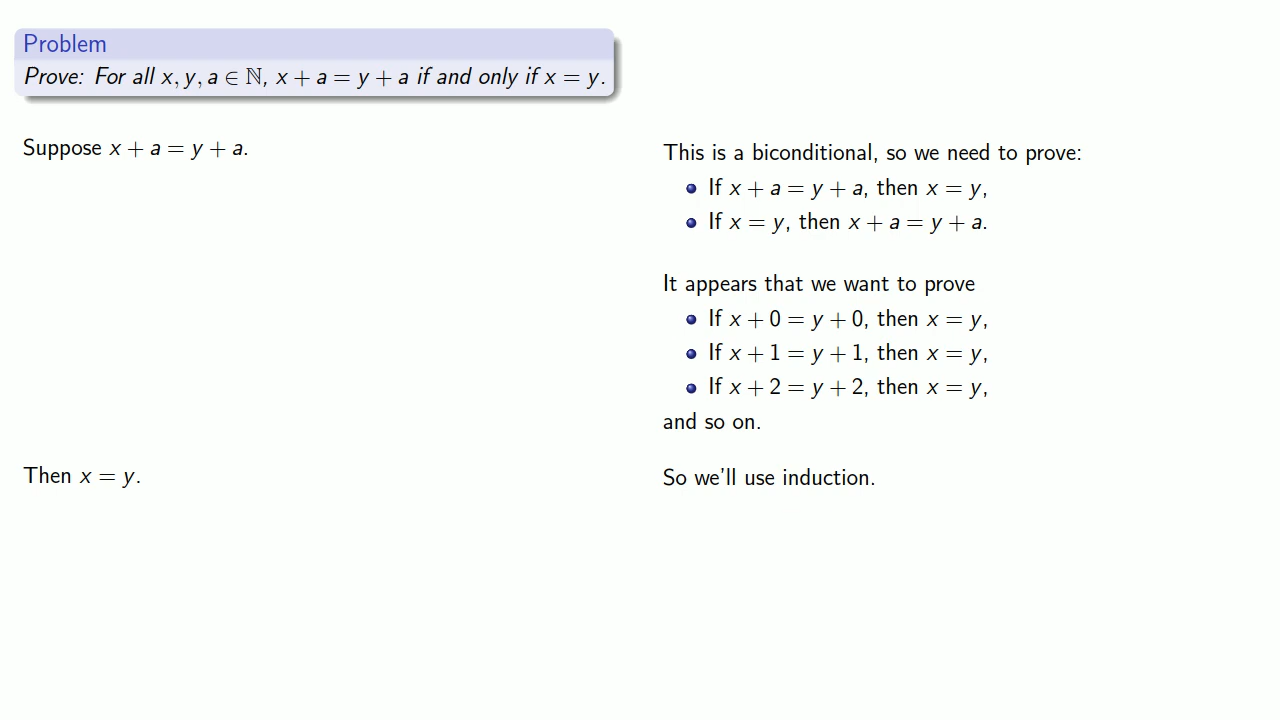 Problem
Prove: For all x, y, a ∈ ℕ, x + a = y + a if and only if x = y.
Suppose x + a = y + a.
Then x = y.
This is a biconditional, so we need to prove:
If x + a = y + a, then x = y,
If x = y, then x + a = y + a.
It appears that we want to prove
If x + 0 = y + 0, then x = y,
If x + 1 = y + 1, then x = y,
If x + 2 = y + 2, then x = y,
and so on.
So we'll use induction.